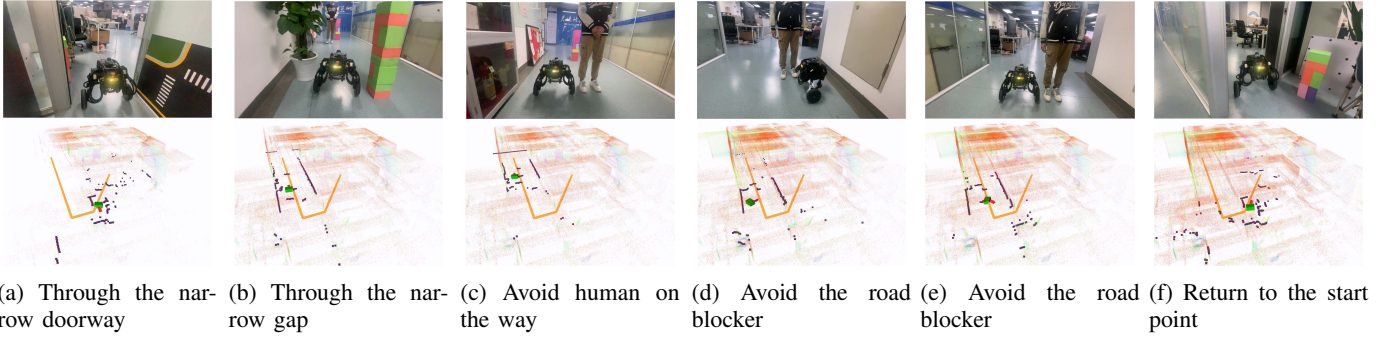 (a) Through the nar-
row doorway
(b) Through the nar-
row gap
(c) Avoid human on
the way
(d) Avoid the road
blocker
(e) Avoid the road
blocker
(f) Return to the start
point